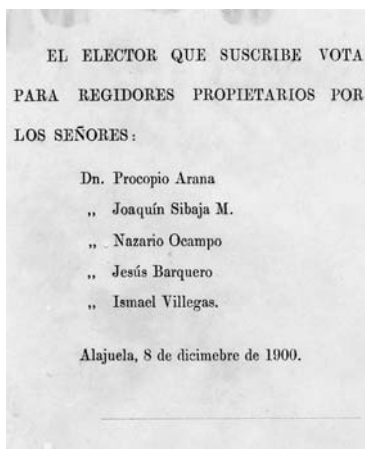 EL ELECTOR QUE SUSCRIBE VOTA
PARA REGIDORES PROPIETARIOS POR
LOS SEÑORES:
Dn. Procopio Arana
„ Joaquín Sibaja M.
„ Nazario Ocampo
„ Jesús Barquero
„ Ismael Villegas.
Alajuela, 8 de dicimebre de 1900.